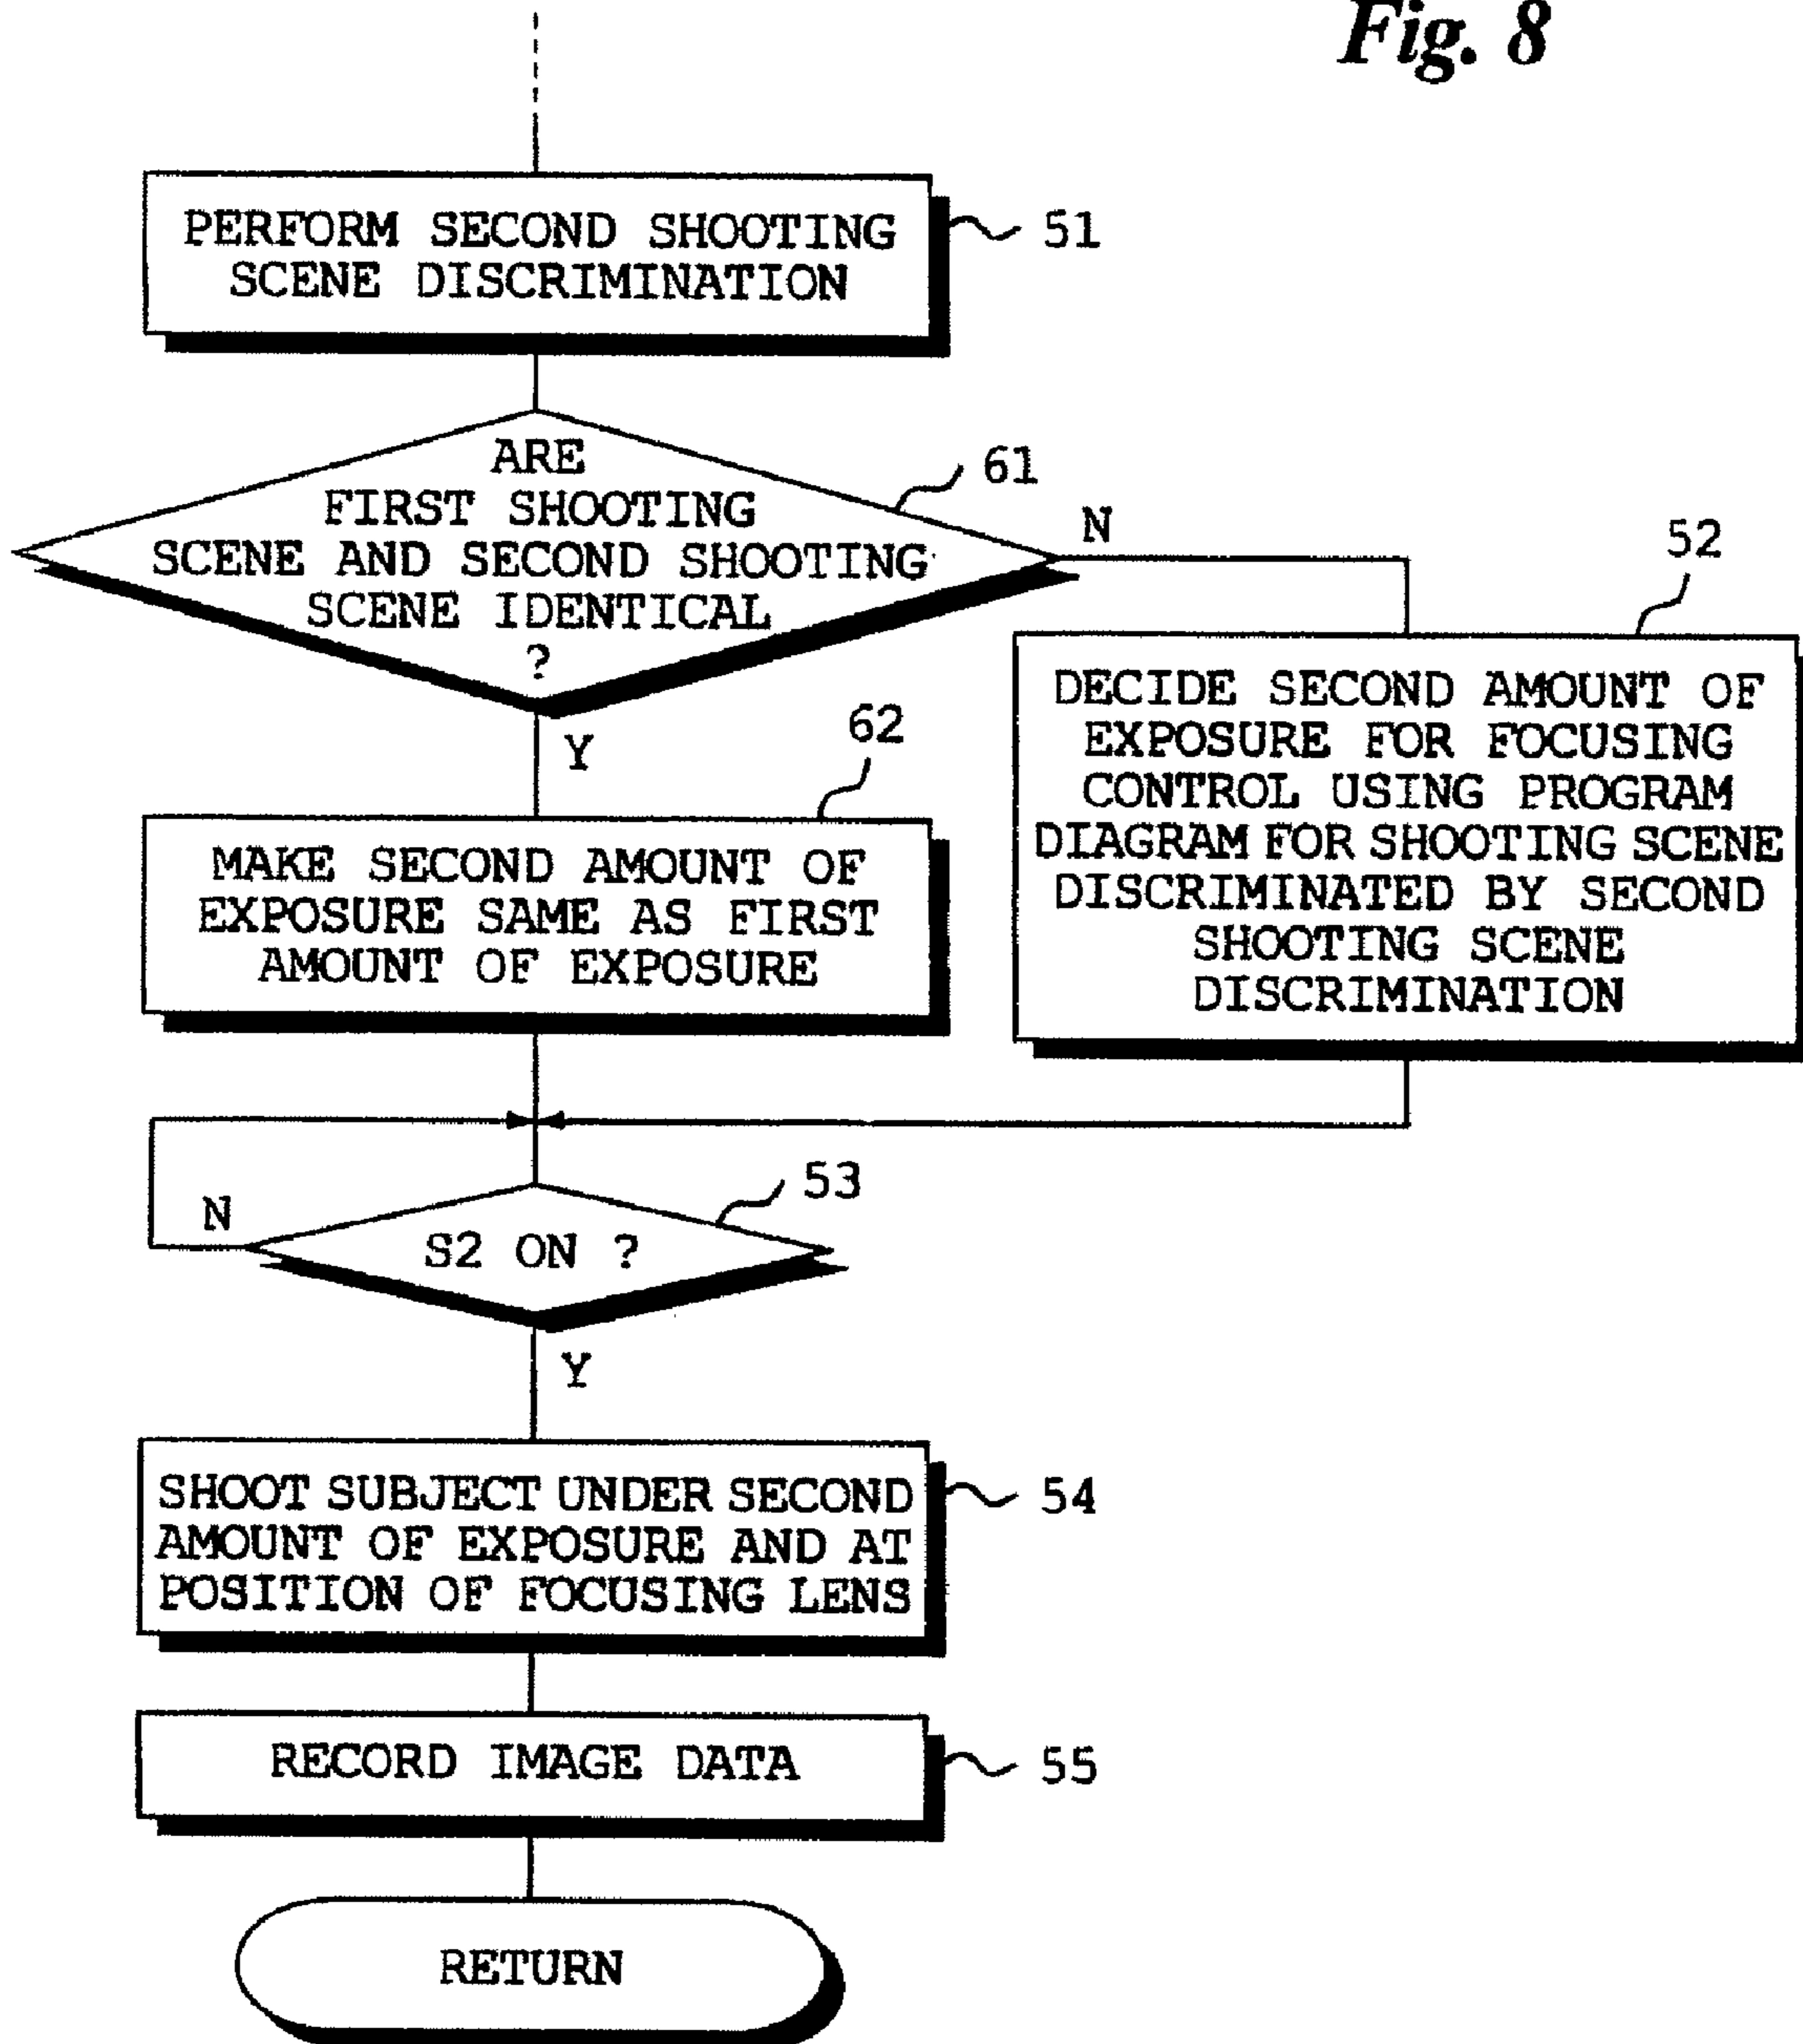 Fig. 8
PERFORM SECOND SHOOTING
SCENE DISCRIMINATION
51
ARE
FIRST SHOOTING
SCENE AND SECOND SHOOTING
SCENE IDENTICAL
?
61
N
52
DECIDE SECOND AMOUNT OF
EXPOSURE FOR FOCUSING
CONTROL USING PROGRAM
DIAGRAM FOR SHOOTING SCENE
DISCRIMINATED BY SECOND
SHOOTING SCENE
DISCRIMINATION
Y
62
MAKE SECOND AMOUNT OF
EXPOSURE SAME AS FIRST
AMOUNT OF EXPOSURE
N
S2 ON ?
53
Y
SHOOT SUBJECT UNDER SECOND
AMOUNT OF EXPOSURE AND AT
POSITION OF FOCUSING LENS
54
RECORD IMAGE DATA
55
RETURN